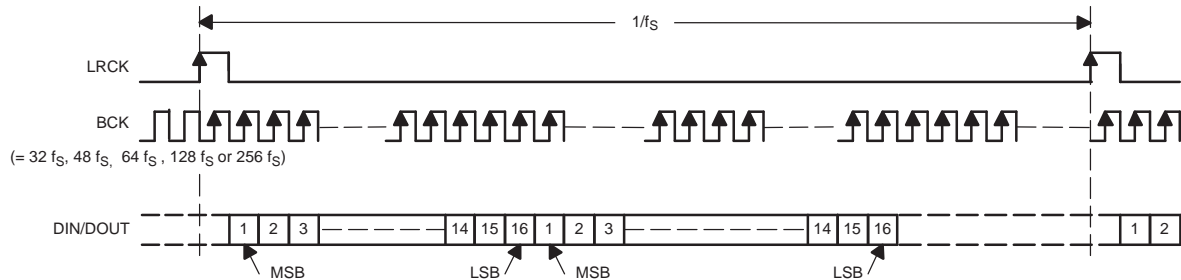 1/fS
LRCK
BCK
(= 32 fS, 48 fS, 64 fS , 128 fS or 256 fS)
DIN/DOUT
1 2 3 14 15 16 1 2 3 14 15 16 1 2
MSB LSB MSB LSB